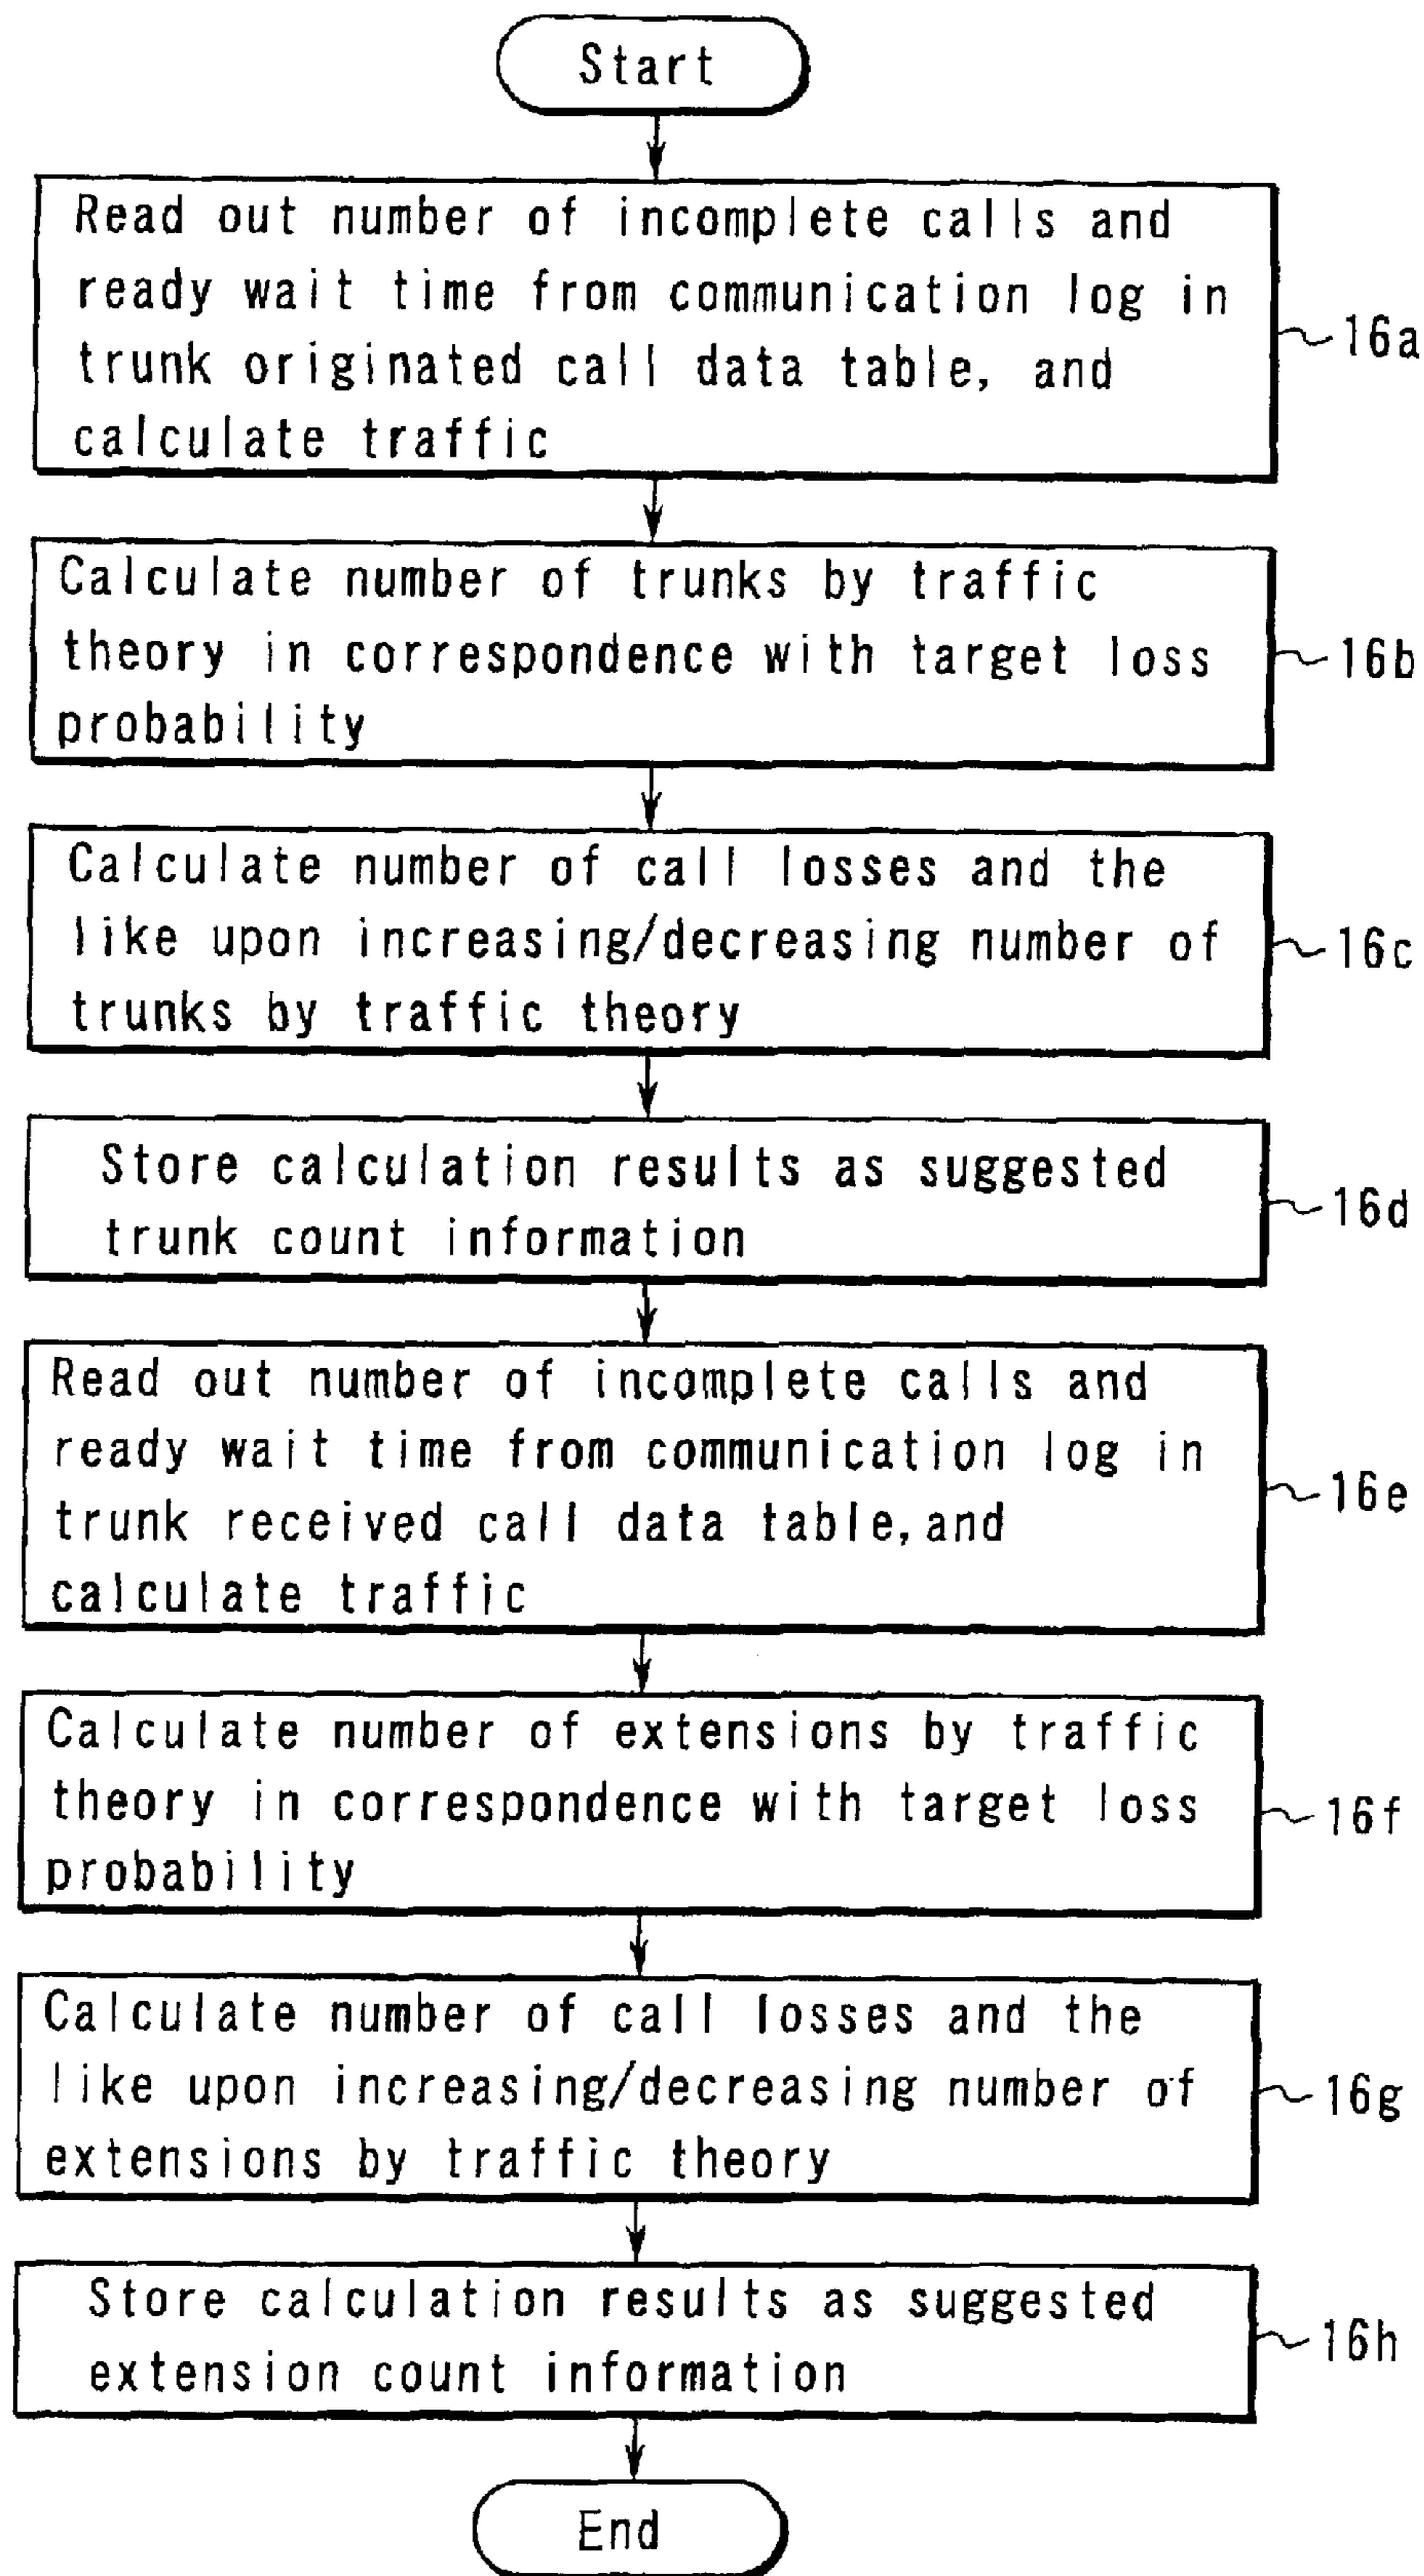 Start
Read out number of incomplete calls and
ready wait time from communication log in
trunk originated call data table, and
calculate traffic
16a
Calculate number of trunks by traffic
theory in correspondence with target loss
probability
16b
Calculate number of call losses and the
like upon increasing/decreasing number of
trunks by traffic theory
16c
Store calculation results as suggested
trunk count information
16d
Read out number of incomplete calls and
ready wait time from communication log in
trunk received call data table,and
calculate traffic
16e
Calculate number of extensions by traffic
theory in correspondence with target loss
probability
16f
Calculate number of call losses and the
like upon increasing/decreasing number of
extensions by traffic theory
16g
Store calculation results as suggested
extension count information
16h
End